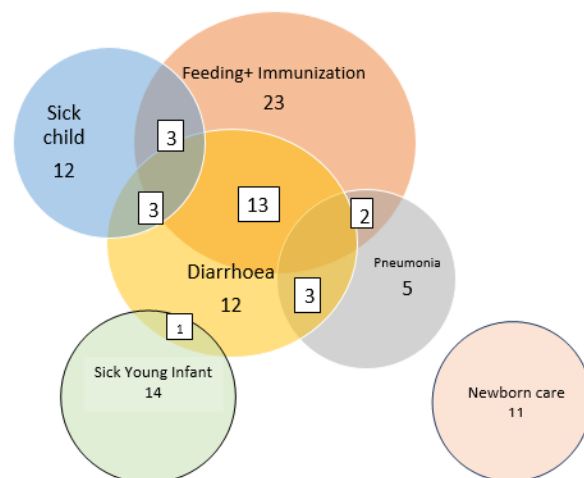 Feeding+ Immunization
23
Sick
child
12
3
3
13
2
Diarrhoea
12
3
Pneumonia
5
1
Sick Young Infant
14
Newborn care
11